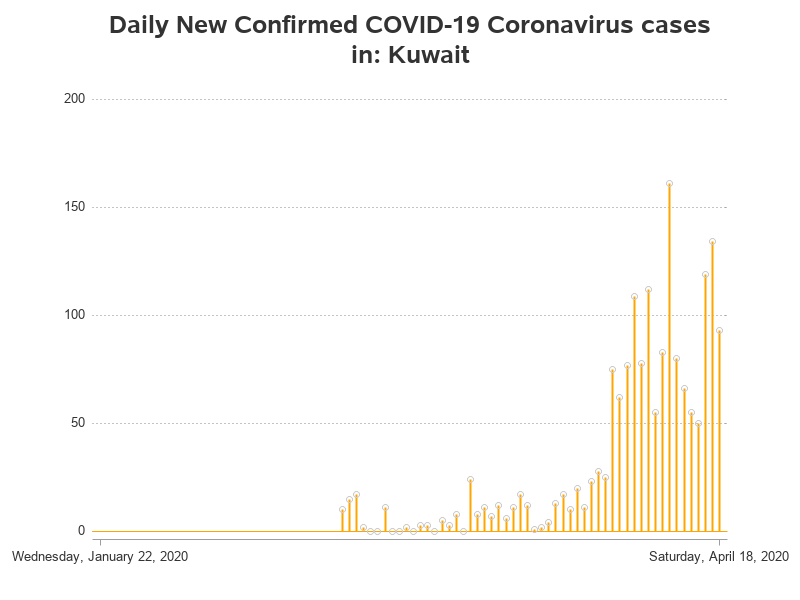 Daily New Confirmed COVID-19 Coronavirus cases
in: Kuwait
200
150
100
50
0
Wednesday, January 22, 2020
Saturday, April 18, 2020